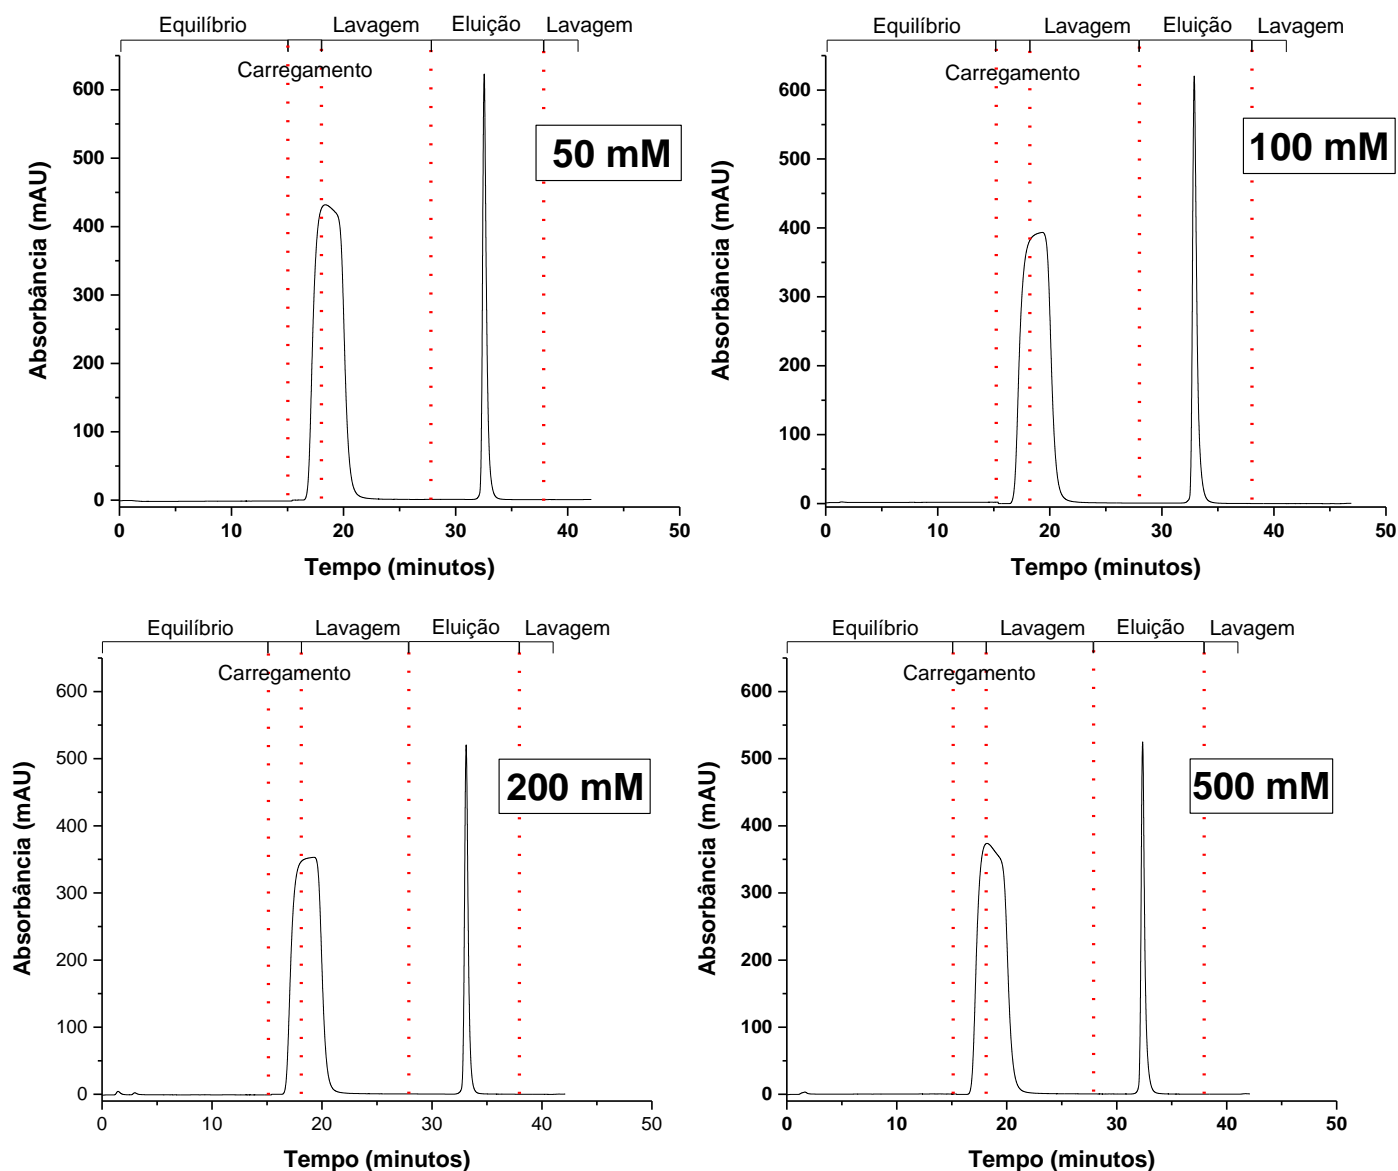 Equilíbrio Lavagem Eluição Lavagem
Carregamento
600
500
400
300
200
100
0
50 mM
Absorbância (mAU)
0 10 20 30 40 50
Tempo (minutos)
Equilíbrio Lavagem Eluição Lavagem
Carregamento
600
500
400
300
200
100
0
100 mM
Absorbância (mAU)
0 10 20 30 40 50
Tempo (minutos)
Equilíbrio Lavagem Eluição Lavagem
Carregamento
600
500
400
300
200
100
0
200 mM
Absorbância (mAU)
0 10 20 30 40 50
Tempo (minutos)
Equilíbrio Lavagem Eluição Lavagem
Carregamento
600
500
400
300
200
100
0
500 mM
Absorbância (mAU)
0 10 20 30 40 50
Tempo (minutos)